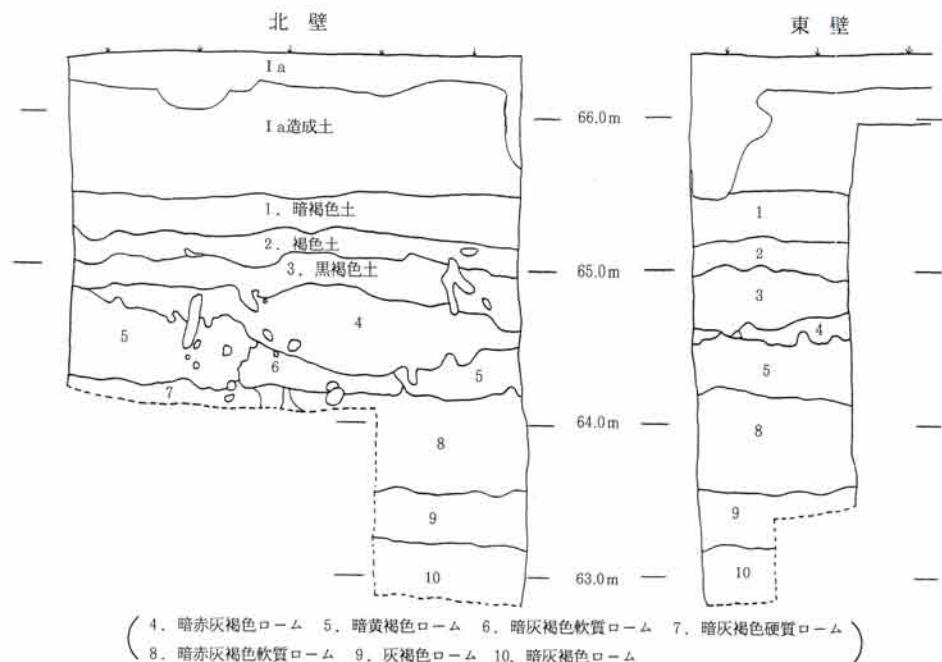 北壁
東壁
Ⅰa
Ⅰa造成土
66.0m
1. 暗褐色土
1
2. 褐色土
2
65.0m
3. 黒褐色土
3
4
4
5
6
5
5
7
64.0m
8
8
9
9
10
63.0m
10
4. 暗赤灰褐色ローム 5. 暗黄褐色ローム 6. 暗灰褐色軟質ローム 7. 暗灰褐色硬質ローム
8. 暗赤灰褐色軟質ローム 9. 灰褐色ローム 10. 暗灰褐色ローム